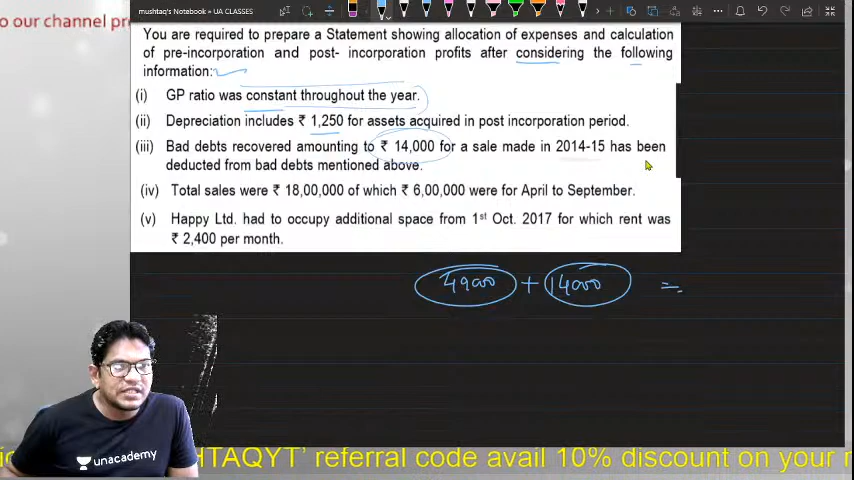 mushtaq's Notebook » UA CLASSES
o our channel pr
You are required to prepare a Statement showing allocation of expenses and calculation
of pre-incorporation and post- incorporation profits after considering the following
information:
(i) GP ratio was constant throughout the year.
(ii) Depreciation includes ₹ 1,250 for assets acquired in post incorporation period.
(iii) Bad debts recovered amounting to ₹ 14,000 for a sale made in 2014-15 has been
deducted from bad debts mentioned above.
(iv) Total sales were ₹ 18,00,000 of which ₹ 6,00,000 were for April to September.
(v) Happy Ltd. had to occupy additional space from 1st Oct. 2017 for which rent was
₹ 2,400 per month.
49000 + 14000 =
unacademy
HTAQYT' referral code avail 10% discount on your